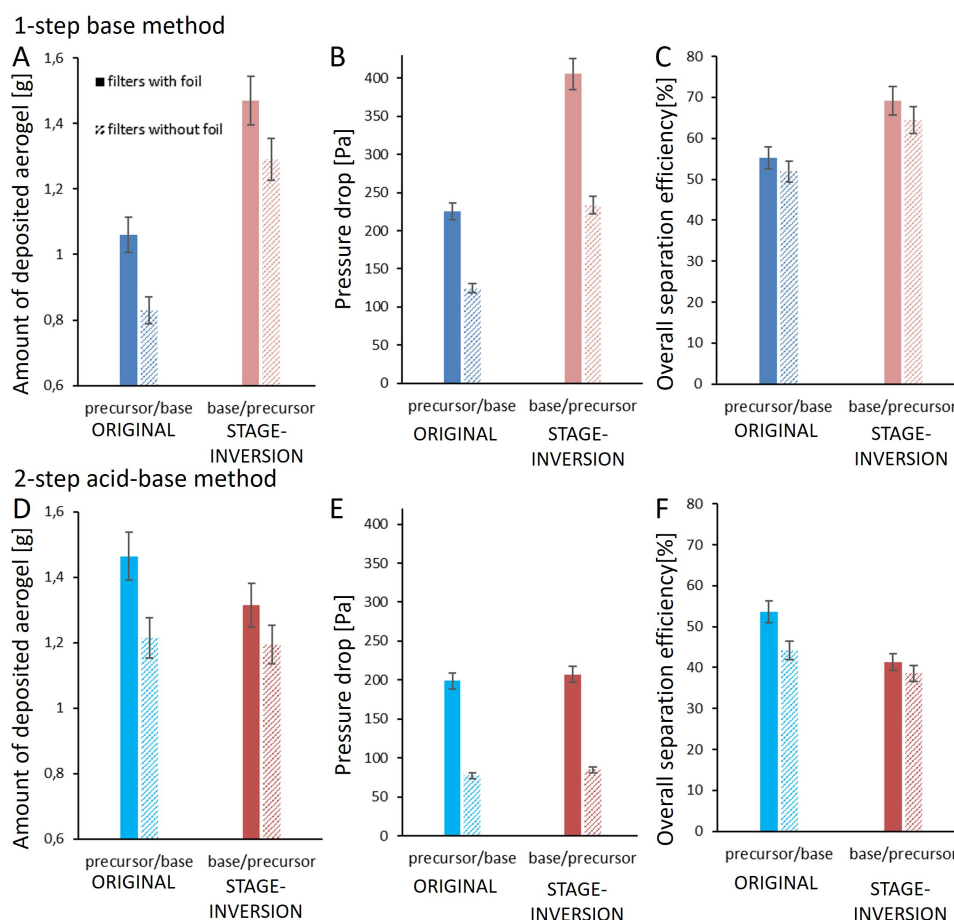 1-step base method
A
Amount of deposited aerogel [g]
1,6
1,4
1,2
1
0,8
0,6
filters with foil
filters without foil
precursor/base
base/precursor
ORIGINAL
STAGE-
INVERSION
B
Pressure drop [Pa]
400
350
300
250
200
150
100
50
0
precursor/base
base/precursor
ORIGINAL
STAGE-
INVERSION
C
Overall separation efficiency[%]
80
70
60
50
40
30
20
10
0
precursor/base
base/precursor
ORIGINAL
STAGE-
INVERSION
2-step acid-base method
D
Amount of deposited aerogel [g]
1,6
1,4
1,2
1
0,8
0,6
precursor/base
base/precursor
ORIGINAL
STAGE-
INVERSION
E
Pressure drop [Pa]
400
350
300
250
200
150
100
50
0
precursor/base
base/precursor
ORIGINAL
STAGE-
INVERSION
F
Overall separation efficiency[%]
80
70
60
50
40
30
20
10
0
precursor/base
base/precursor
ORIGINAL
STAGE-
INVERSION